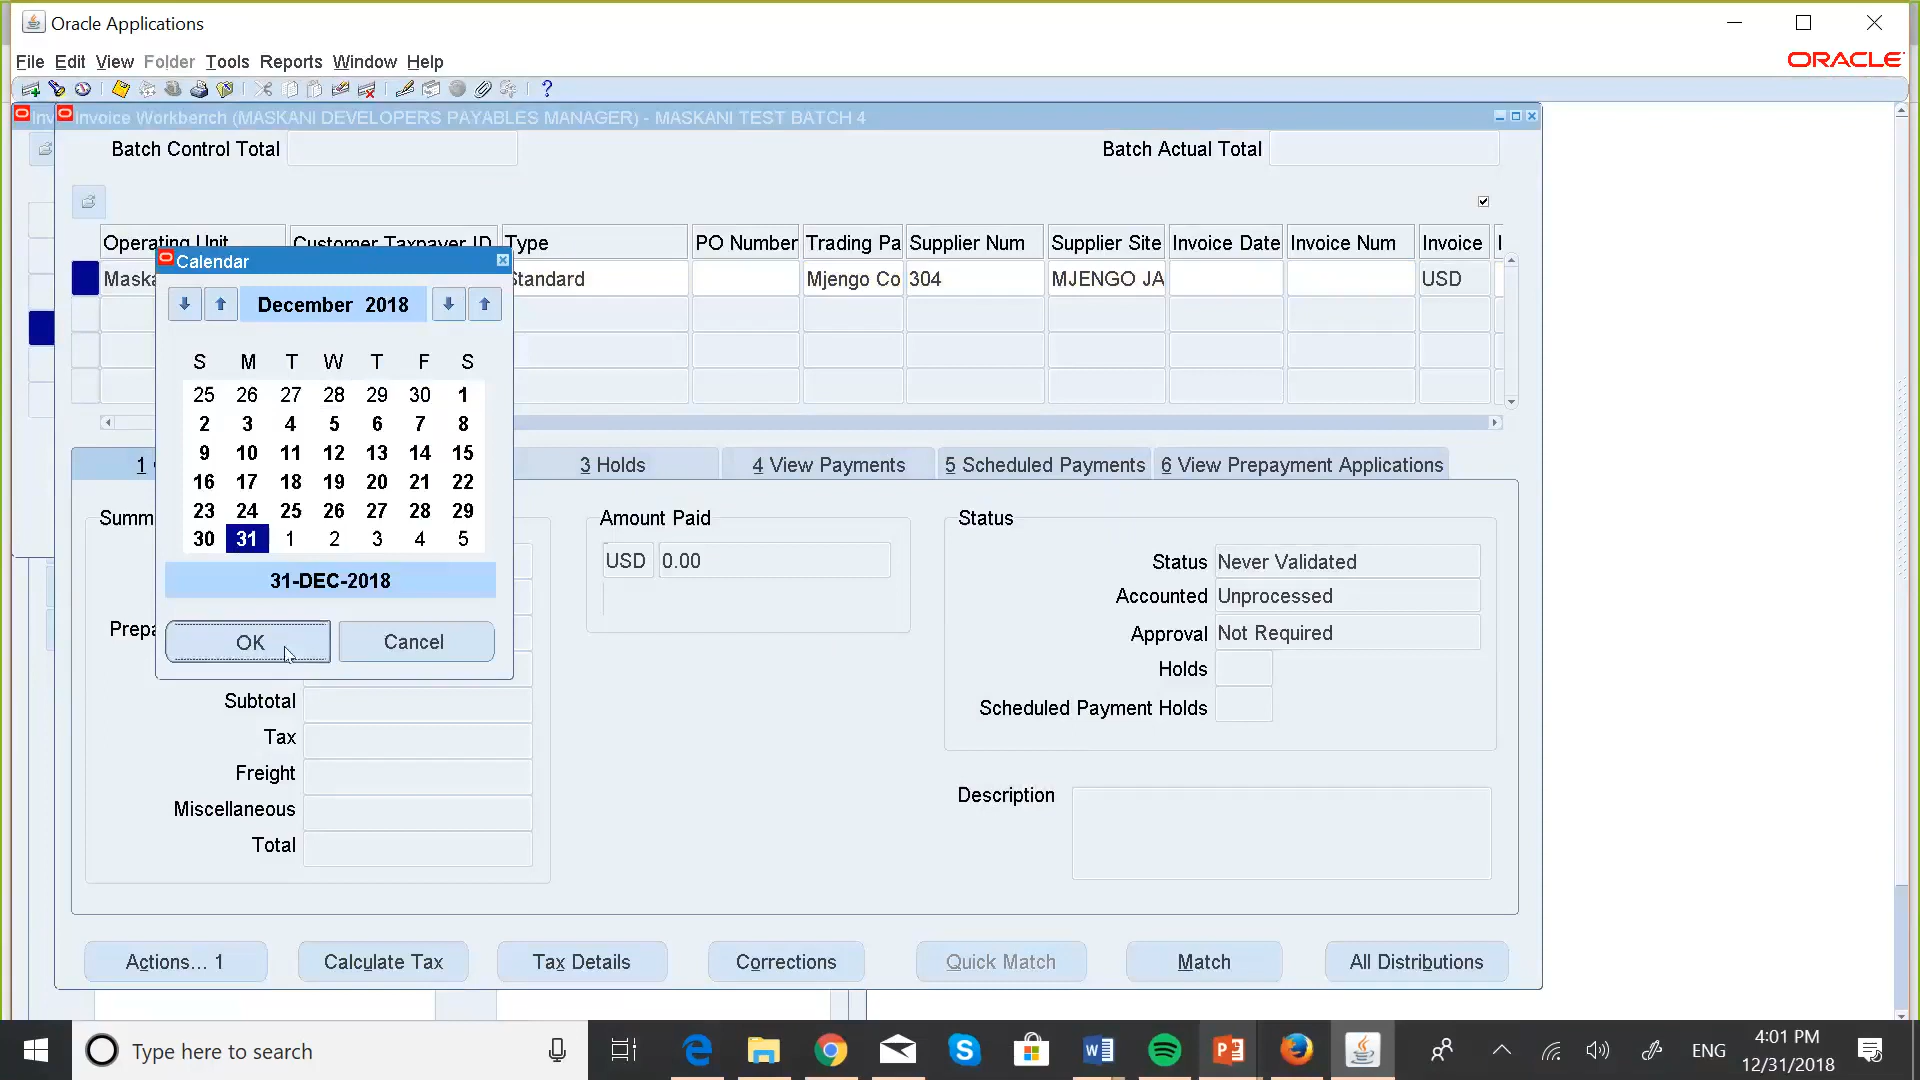 Oracle Applications
File Edit View Folder Tools Reports Window Help
ORACLE
Inv
Invoice Workbench (MASKANI DEVELOPERS PAYABLES MANAGER) - MASKANI TEST BATCH 4
Batch Control Total
Batch Actual Total
Operating Unit Customer Taxpayer ID Type PO Number Trading Pa Supplier Num Supplier Site Invoice Date Invoice Num Invoice I
Maska Standard Mjengo Co 304 MJENGO JA USD
Calendar
December 2018
S M T W T F S
25 26 27 28 29 30 1
2 3 4 5 6 7 8
9 10 11 12 13 14 15
16 17 18 19 20 21 22
23 24 25 26 27 28 29
30 31 1 2 3 4 5
31-DEC-2018
OK Cancel
1 3 Holds 4 View Payments 5 Scheduled Payments 6 View Prepayment Applications
Summ
Prepa
Subtotal
Tax
Freight
Miscellaneous
Total
Amount Paid
USD 0.00
Status
Status Never Validated
Accounted Unprocessed
Approval Not Required
Holds
Scheduled Payment Holds
Description
Actions... 1 Calculate Tax Tax Details Corrections Quick Match Match All Distributions
Type here to search
ENG
4:01 PM
12/31/2018